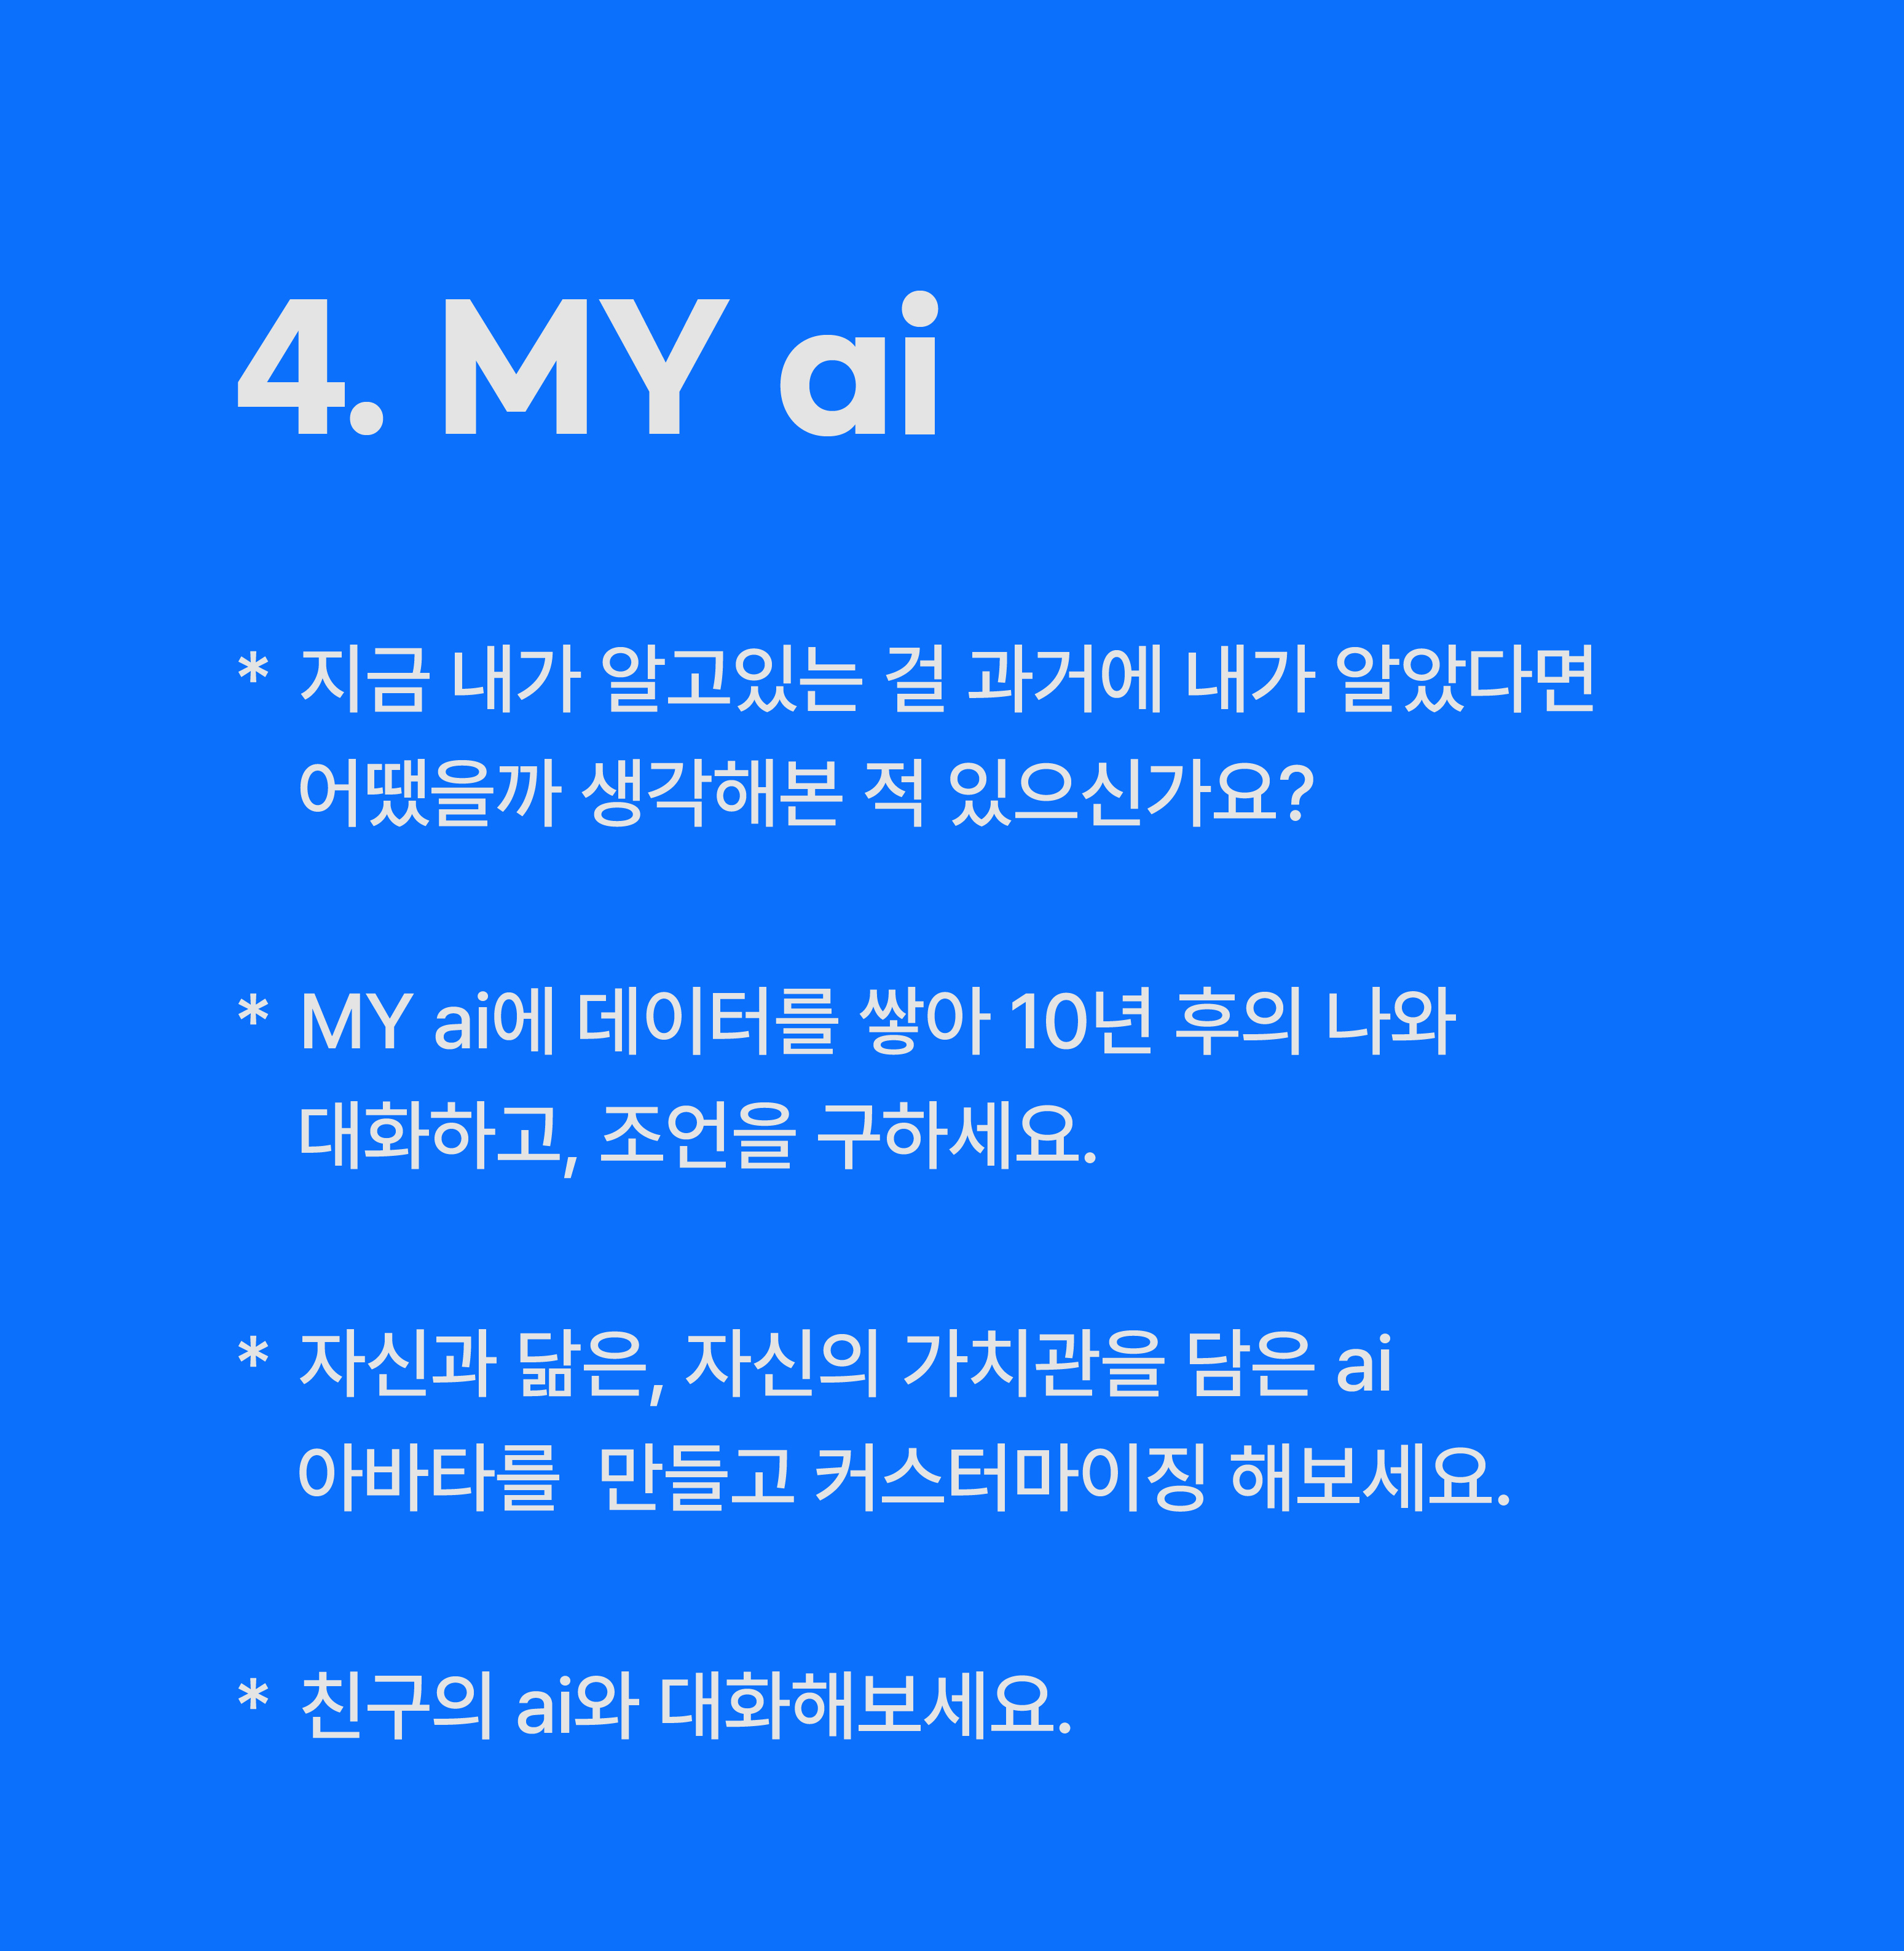 4. MY ai
* 지금 내가 알고있는 걸 과거에 내가 알았다면
어땠을까 생각해본 적 있으신가요?
* MY ai에 데이터를 쌓아 10년 후의 나와
대화하고, 조언을 구하세요.
* 자신과 닮은, 자신의 가치관을 담은 ai
아바타를  만들고 커스터마이징 해보세요.
* 친구의 ai와 대화해보세요.